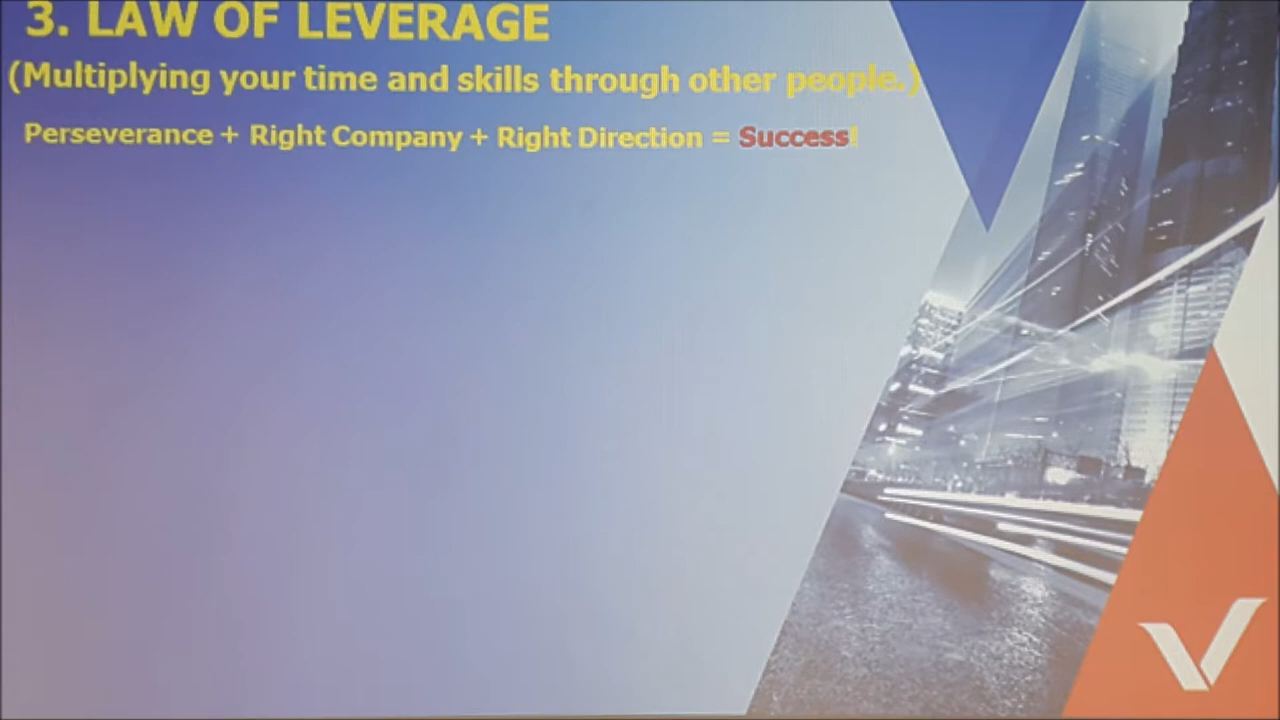 3. LAW OF LEVERAGE
(Multiplying your time and skills through other people.)
Perseverance + Right Company + Right Direction = Success!